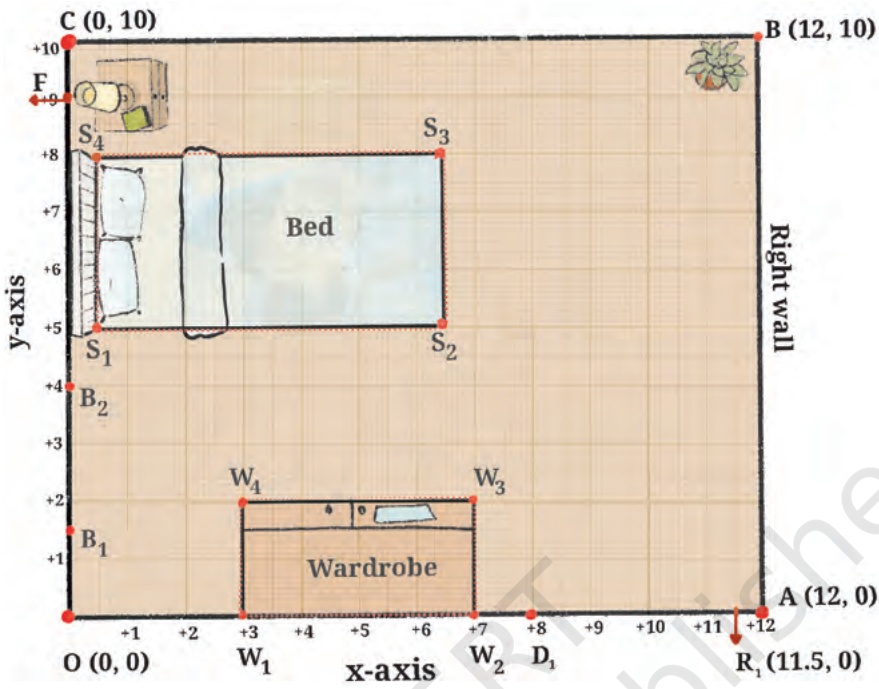 C (0, 10)
B (12, 10)
+10
F
+9
S4
S3
+8
+7
Bed
+6
Right wall
y-axis
+5
S1
S2
+4
B2
+3
W4
W3
+2
B1
+1
Wardrobe
A (12, 0)
+1 +2 +3 +4 +5 +6 +7 +8 +9 +10 +11 +12
O (0, 0)
W1
x-axis
W2
D1
R1 (11.5, 0)